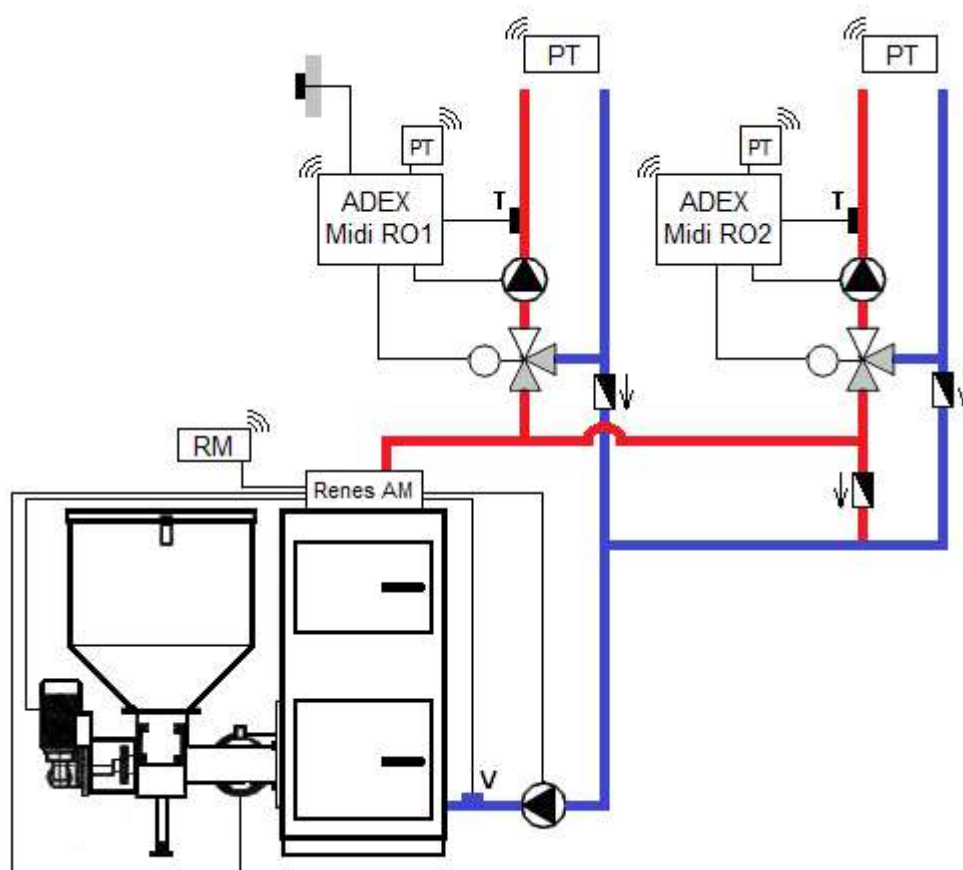 PT
PT
PT
PT
ADEX
Midi RO1
T
ADEX
Midi RO2
T
RM
Renes AM
V